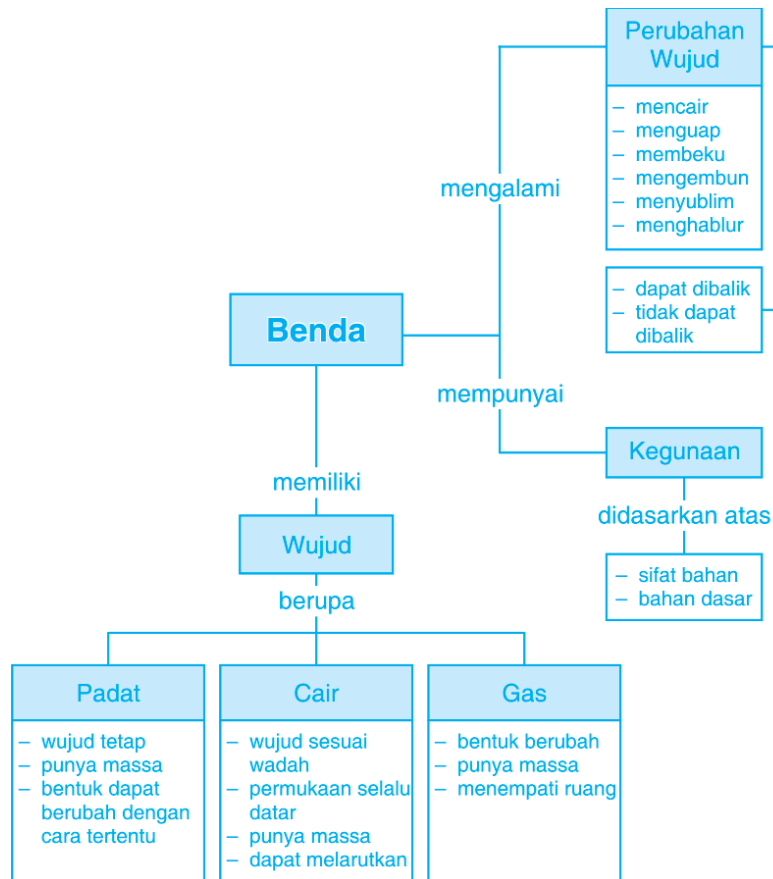 Perubahan
Wujud
– mencair
– menguap
– membeku
– mengembun
– menyublim
– menghablur
mengalami
– dapat dibalik
– tidak dapat
dibalik
Benda
mempunyai
Kegunaan
didasarkan atas
– sifat bahan
– bahan dasar
memiliki
Wujud
berupa
Padat
– wujud tetap
– punya massa
– bentuk dapat
berubah dengan
cara tertentu
Cair
– wujud sesuai
wadah
– permukaan selalu
datar
– punya massa
– dapat melarutkan
Gas
– bentuk berubah
– punya massa
– menempati ruang